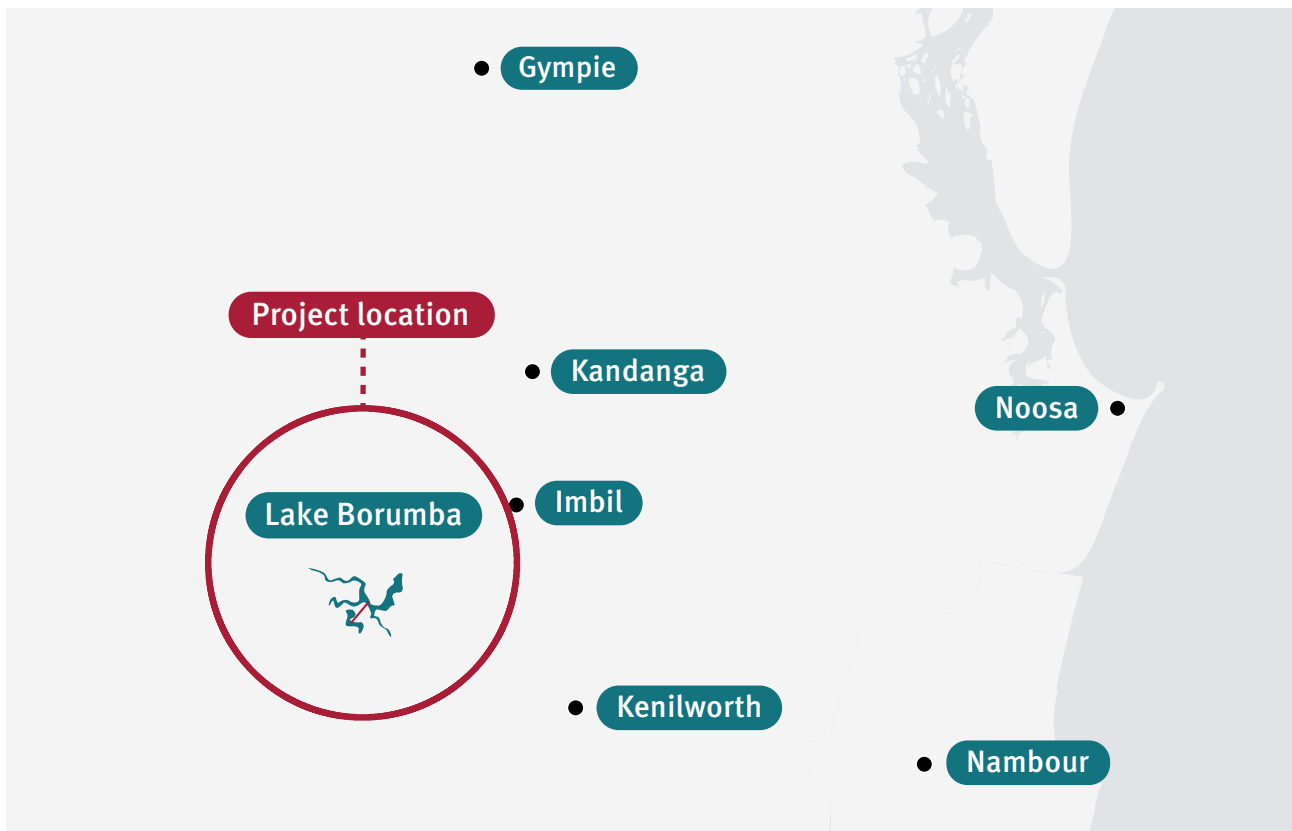 Gympie
Project location
Kandanga
Noosa
Lake Borumba
Imbil
Kenilworth
Nambour